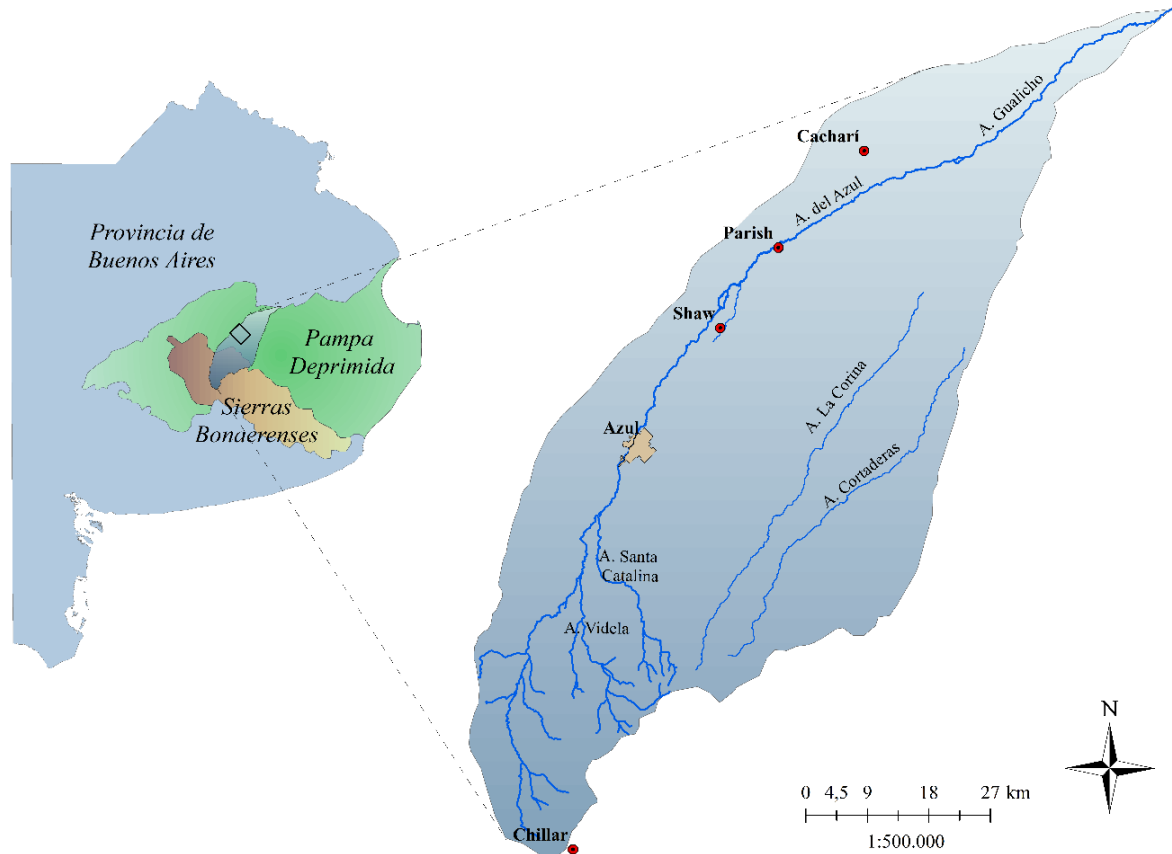 Provincia de
Buenos Aires
Pampa
Deprimida
Sierras
Bonaerenses
A. Gualicho
Cacharí
A. del Azul
Parish
Shaw
A. La Corina
Azul
A. Cortaderas
A. Santa
Catalina
A. Videla
Chillar
N
0 4,5 9 18 27 km
1:500.000